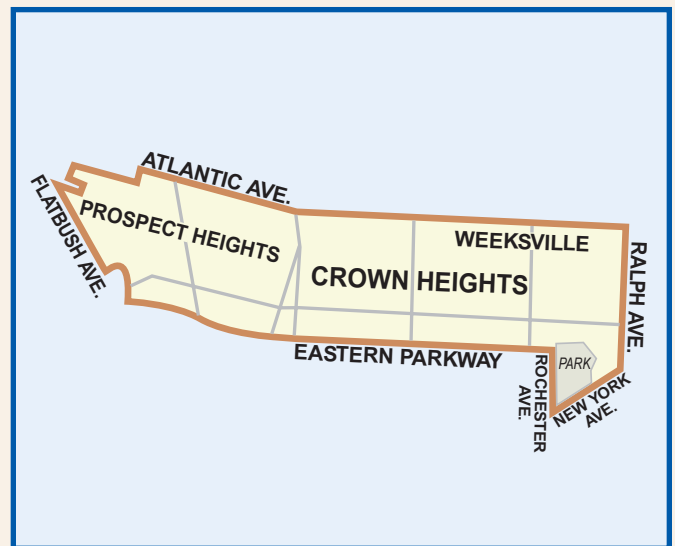 ATLANTIC AVE.
FLATBUSH AVE.
PROSPECT HEIGHTS
WEEKSVILLE
CROWN HEIGHTS
RALPH AVE.
EASTERN PARKWAY
ROCHESTER
AVE.
PARK
NEW YORK
AVE.